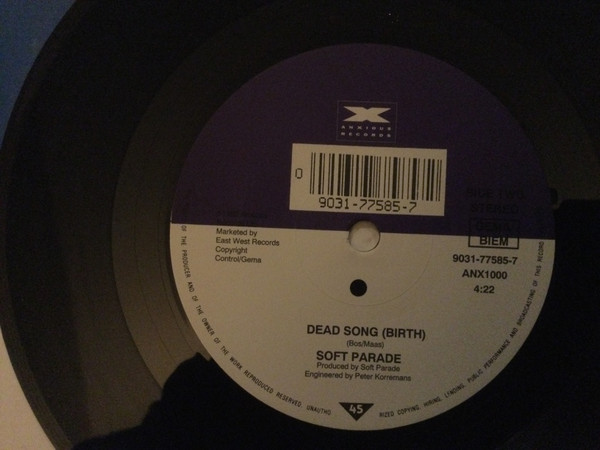 X
ANXIOUS
RECORDS
0
9031-77585-7
SIDE TWO
STEREO
BIEM
9031-77585-7
ANX1000
4:22
Marketed by
East West Records
Copyright
Control/Gema
DEAD SONG (BIRTH)
(Bos/Maas)
SOFT PARADE
Produced by Soft Parade
Engineered by Peter Korremans
45
OF THE PRODUCER AND OF THE OWNER OF THE WORK REPRODUCED RESERVED. UNAUTHO
RIZED COPYING, HIRING, LENDING, PUBLIC PERFORMANCE AND BROADCASTING OF THIS RECORD